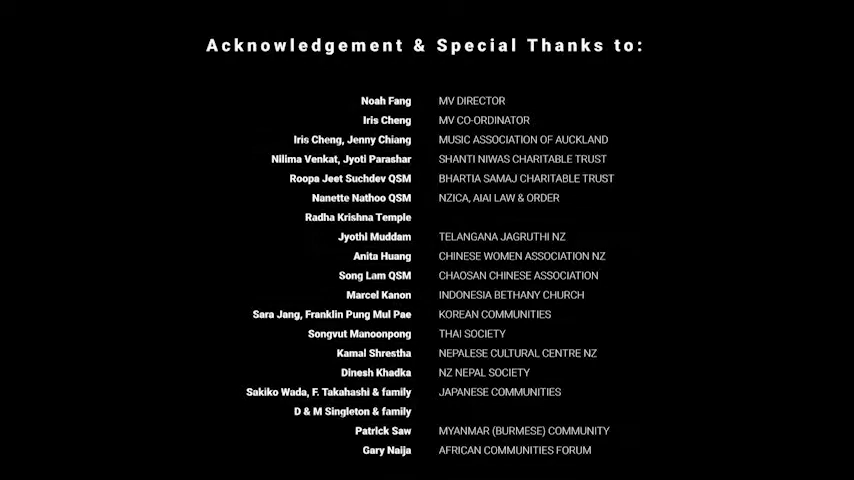 Acknowledgement & Special Thanks to:
Noah Fang MV DIRECTOR
Iris Cheng MV CO-ORDINATOR
Iris Cheng, Jenny Chiang MUSIC ASSOCIATION OF AUCKLAND
Nilima Venkat, Jyoti Parashar SHANTI NIWAS CHARITABLE TRUST
Roopa Jeet Suchdev QSM BHARTIA SAMAJ CHARITABLE TRUST
Nanette Nathoo QSM NZICA, AIAI LAW & ORDER
Radha Krishna Temple
Jyothi Muddam TELANGANA JAGRUTHI NZ
Anita Huang CHINESE WOMEN ASSOCIATION NZ
Song Lam QSM CHAOSAN CHINESE ASSOCIATION
Marcel Kanon INDONESIA BETHANY CHURCH
Sara Jang, Franklin Pung Mul Pae KOREAN COMMUNITIES
Songvut Manoonpong THAI SOCIETY
Kamal Shrestha NEPALESE CULTURAL CENTRE NZ
Dinesh Khadka NZ NEPAL SOCIETY
Sakiko Wada, F. Takahashi & family JAPANESE COMMUNITIES
D & M Singleton & family
Patrick Saw MYANMAR (BURMESE) COMMUNITY
Gary Naija AFRICAN COMMUNITIES FORUM